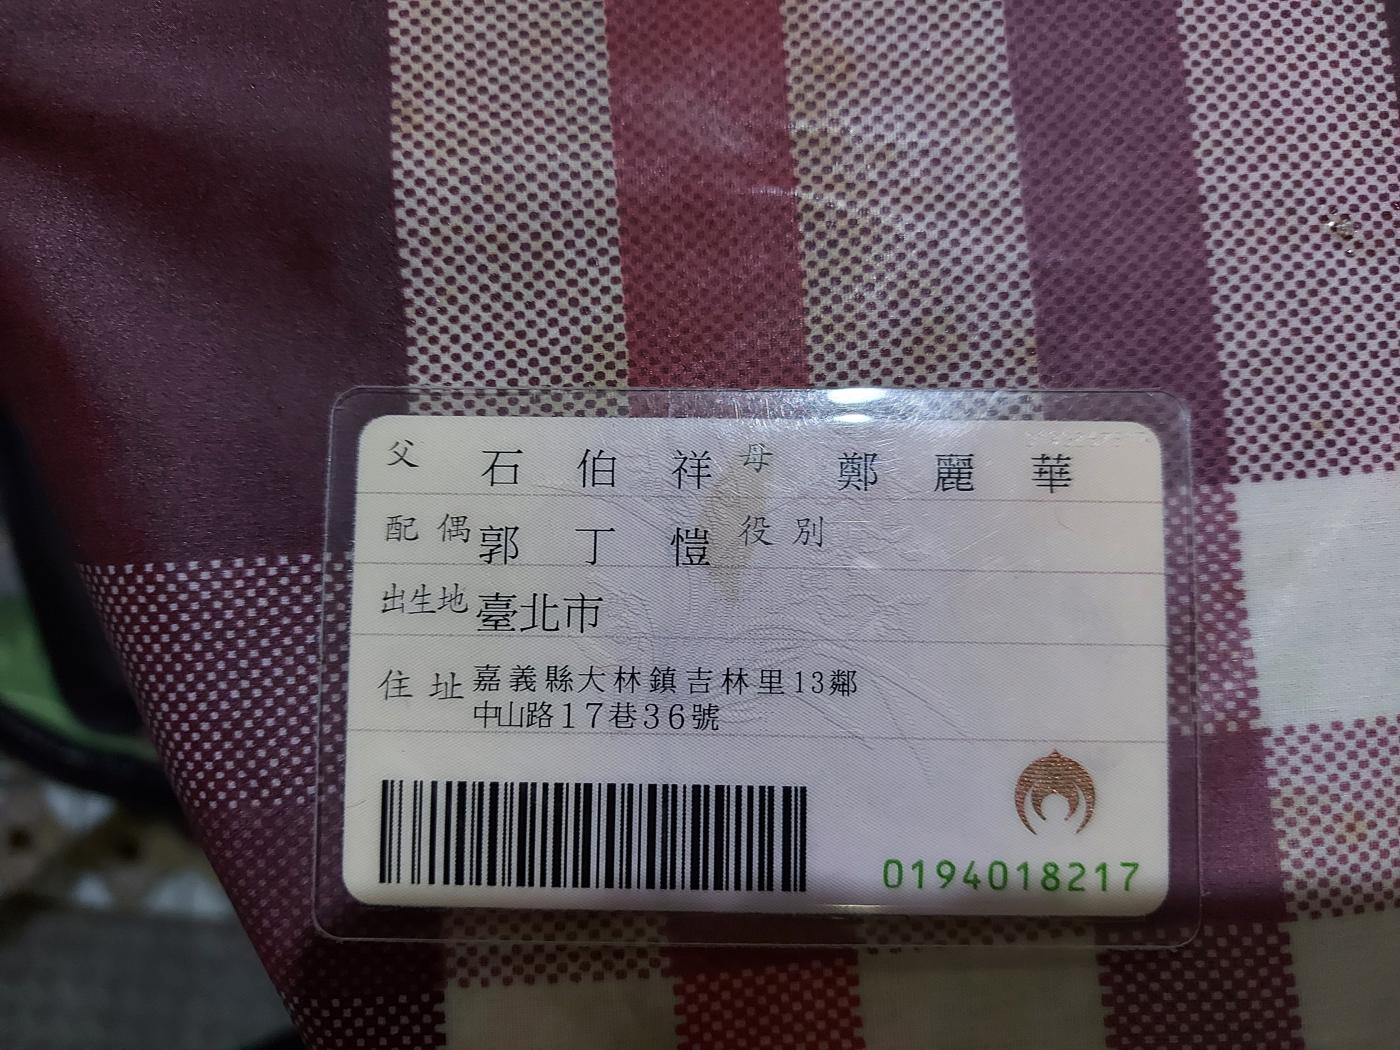 父 石伯祥 母 鄭麗華
配偶 郭丁愷 役別
出生地 臺北市
住址 嘉義縣大林鎮吉林里13鄰
中山路17巷36號
0194018217